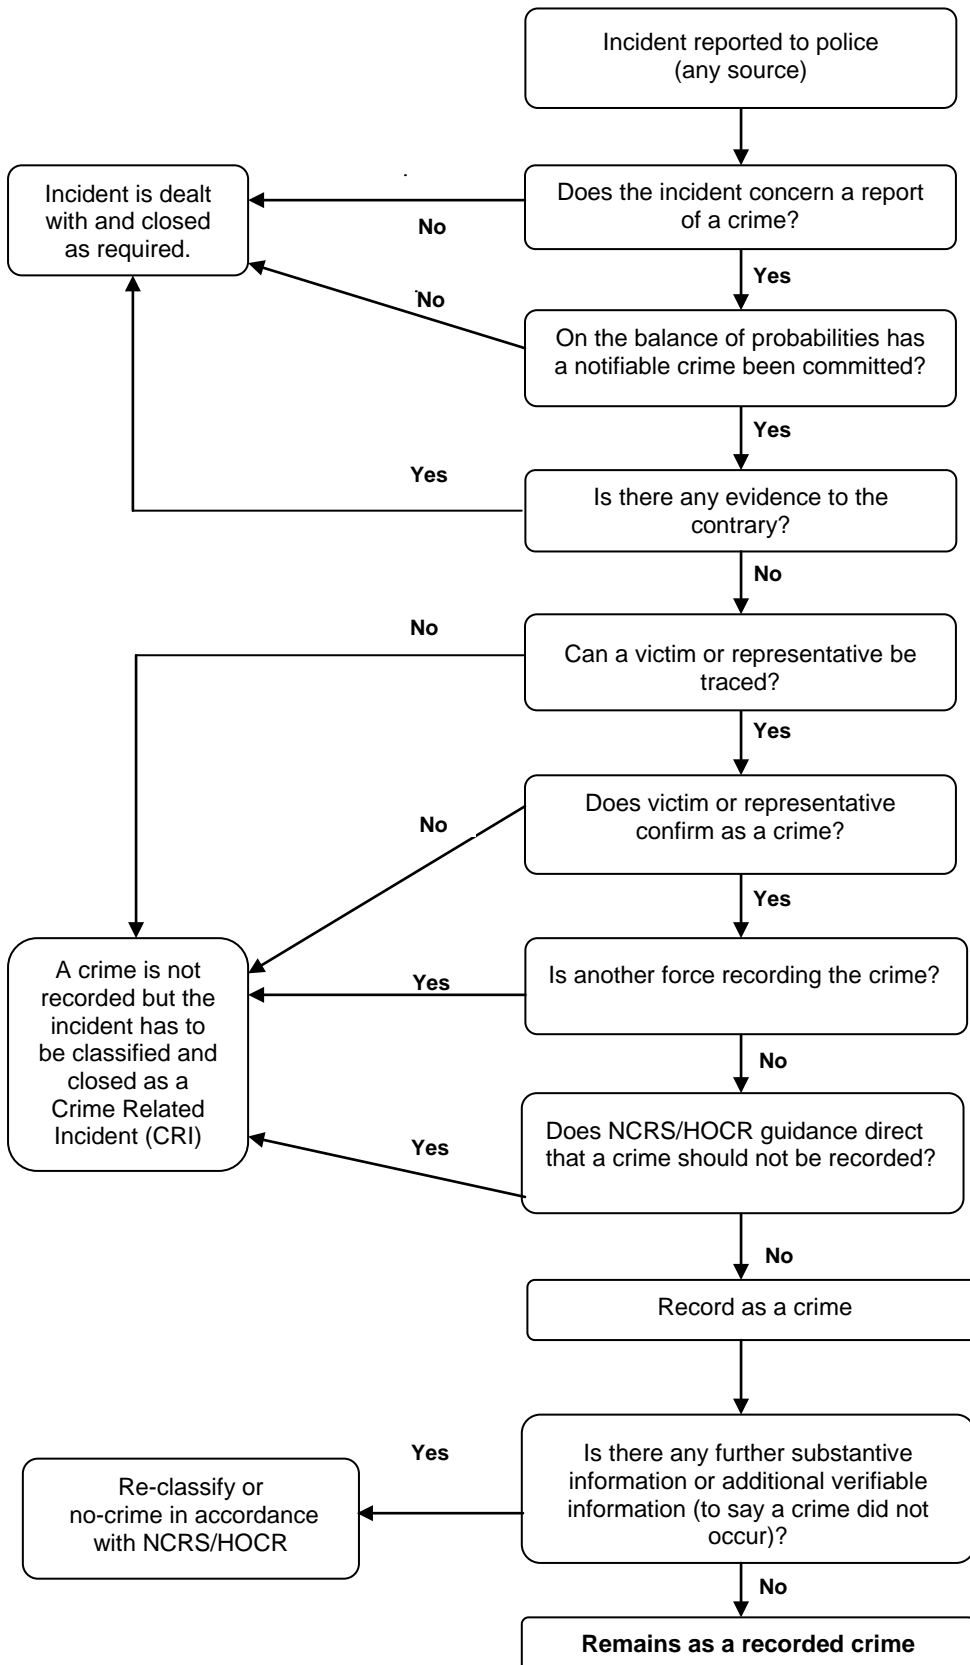 Incident reported to police
(any source)
Incident is dealt
with and closed
as required.
Does the incident concern a report
of a crime?
No
Yes
No
On the balance of probabilities has
a notifiable crime been committed?
Yes
Yes
Is there any evidence to the
contrary?
No
No
Can a victim or representative be
traced?
Yes
No
Does victim or representative
confirm as a crime?
Yes
A crime is not
recorded but the
incident has to
be classified and
closed as a
Crime Related
Incident (CRI)
Yes
Is another force recording the crime?
No
Yes
Does NCRS/HOCR guidance direct
that a crime should not be recorded?
No
Record as a crime
Yes
Is there any further substantive
information or additional verifiable
information (to say a crime did not
occur)?
Re-classify or
no-crime in accordance
with NCRS/HOCR
No
Remains as a recorded crime